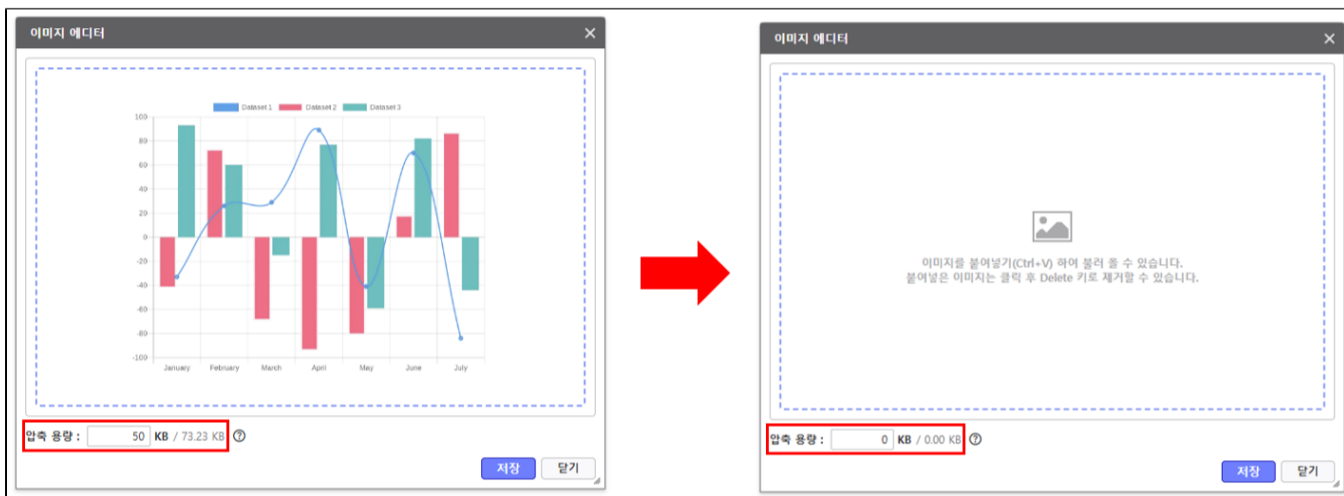 이미지 에디터
Dataset 1 Dataset 2 Dataset 3
100
80
60
40
20
0
-20
-40
-60
-80
-100
January February March April May June July
압축 용량 : 50 KB / 73.23 KB
저장 닫기
이미지 에디터
이미지를 붙여넣기(Ctrl+V) 하여 불러 올 수 있습니다.
붙여넣은 이미지는 클릭 후 Delete 키로 제거할 수 있습니다.
압축 용량 : 0 KB / 0.00 KB
저장 닫기